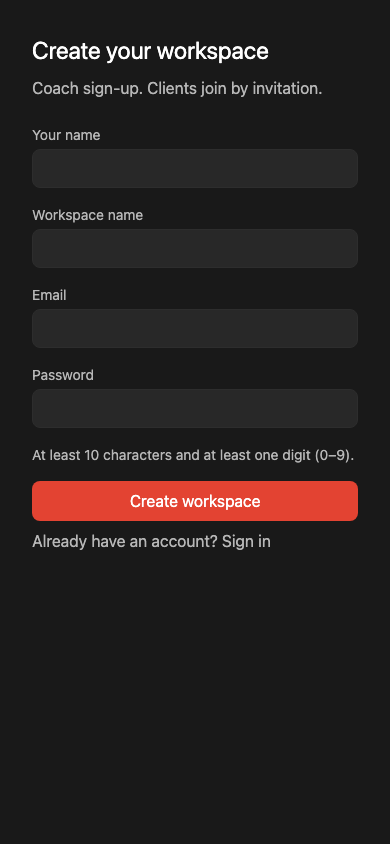 Create your workspace
Coach sign-up. Clients join by invitation.
Your name
Workspace name
Email
Password
At least 10 characters and at least one digit (0–9).
Create workspace
Already have an account? Sign in